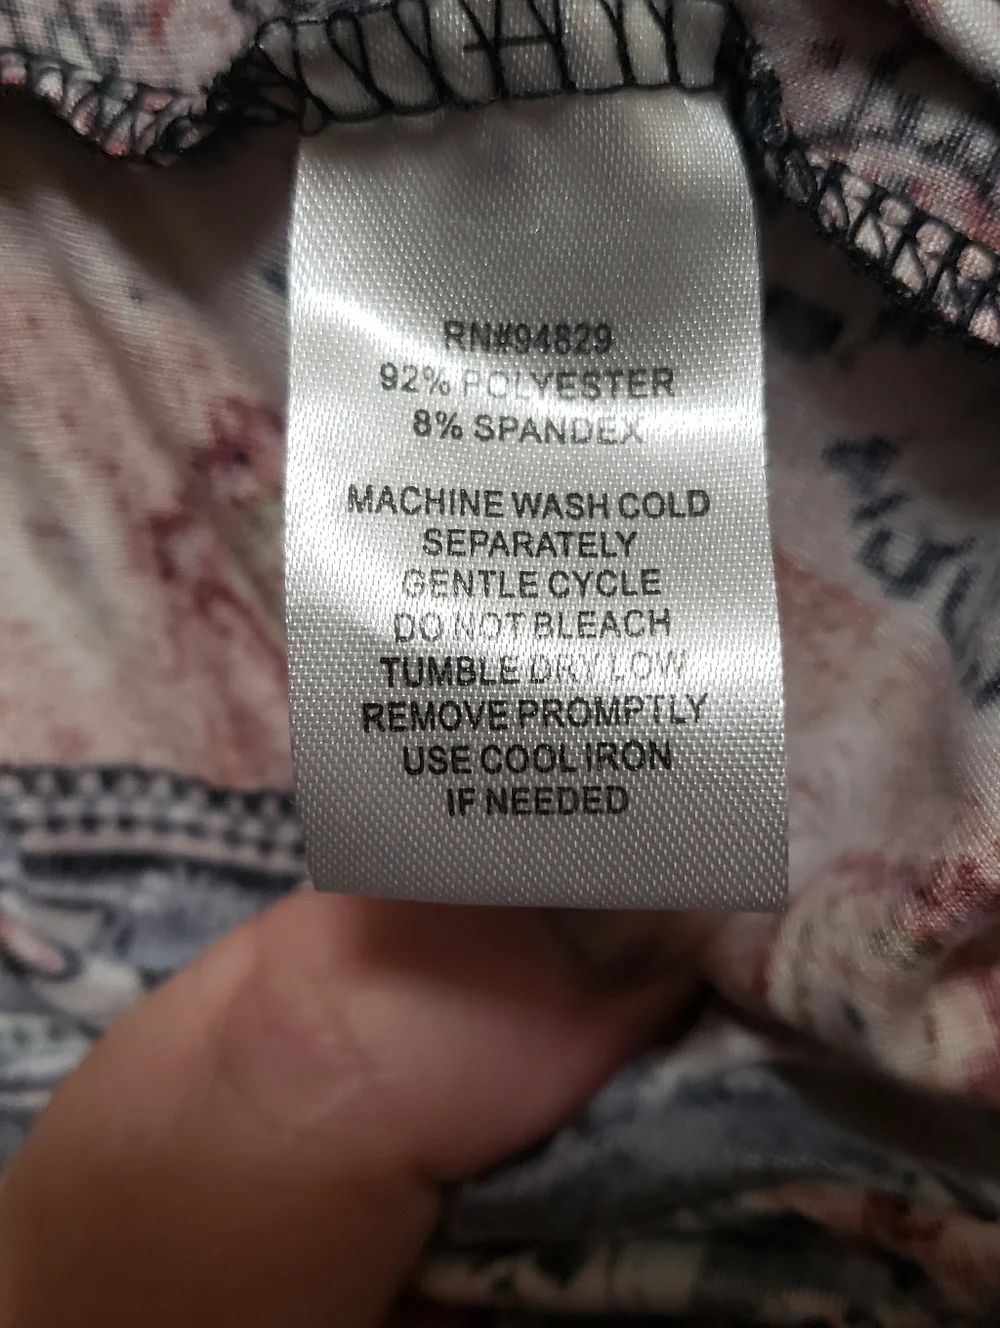 RN#94829
92% POLYESTER
8% SPANDEX
MACHINE WASH COLD
SEPARATELY
GENTLE CYCLE
DO NOT BLEACH
TUMBLE DRY LOW
REMOVE PROMPTLY
USE COOL IRON
IF NEEDED